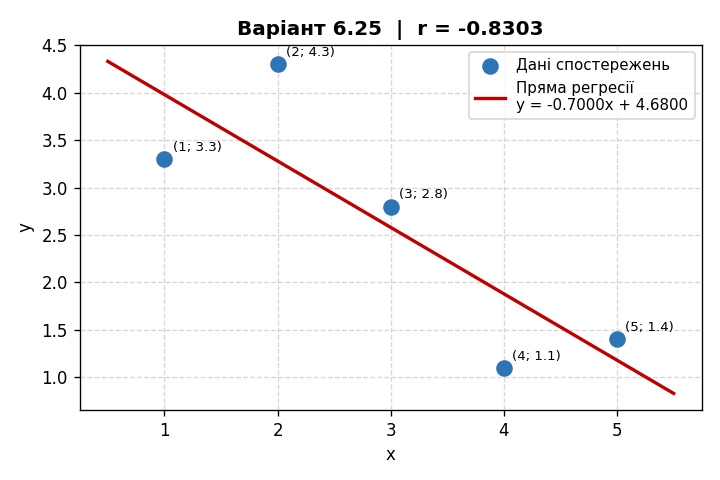 Варіант 6.25 | r = -0.8303
Дані спостережень
Пряма регресії
y = -0.7000x + 4.6800
(1; 3.3)
(2; 4.3)
(3; 2.8)
(4; 1.1)
(5; 1.4)
y
4.5
4.0
3.5
3.0
2.5
2.0
1.5
1.0
1 2 3 4 5
x